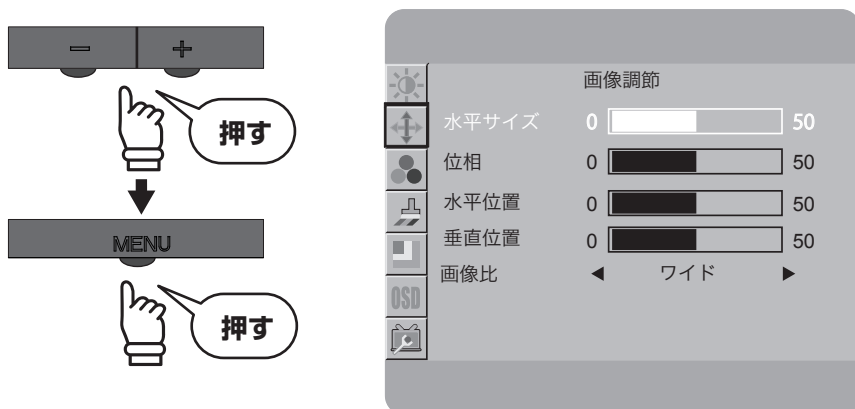 − +
押す
MENU
押す
画像調節
水平サイズ 0 50
位相 0 50
水平位置 0 50
垂直位置 0 50
画像比 ◀ ワイド ▶
OSD